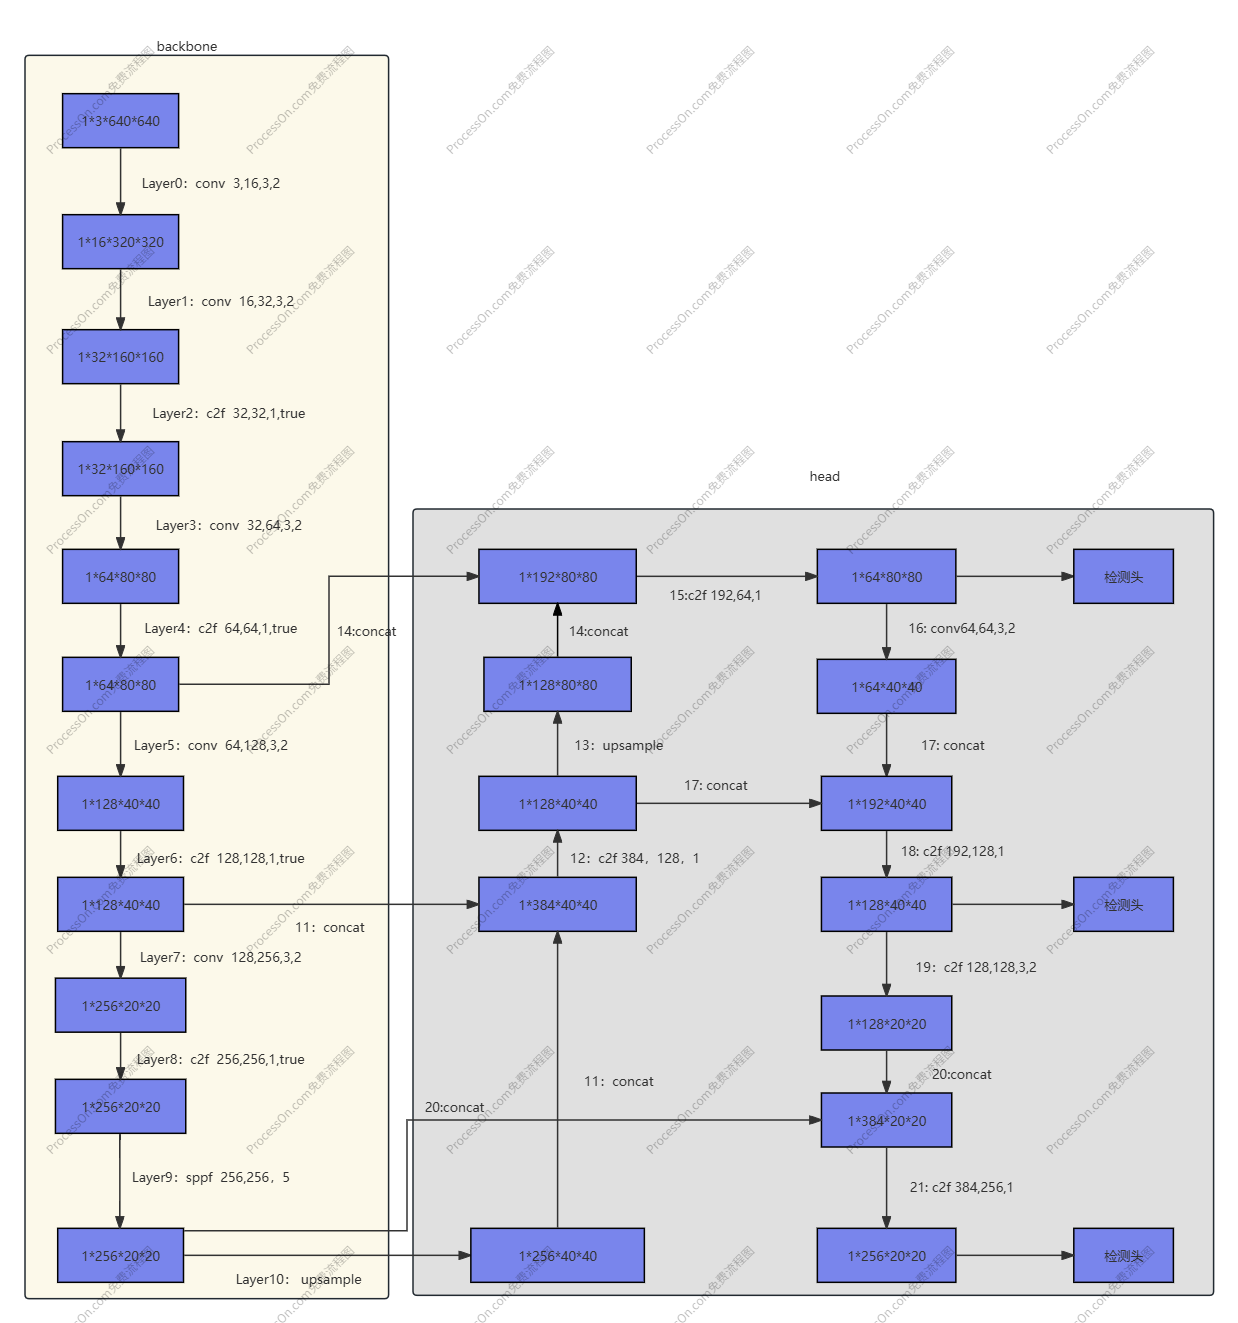 backbone
1*3*640*640
Layer0：conv 3,16,3,2
1*16*320*320
Layer1：conv 16,32,3,2
1*32*160*160
Layer2：c2f 32,32,1,true
1*32*160*160
Layer3：conv 32,64,3,2
1*64*80*80
Layer4：c2f 64,64,1,true
1*64*80*80
Layer5：conv 64,128,3,2
1*128*40*40
Layer6：c2f 128,128,1,true
1*128*40*40
Layer7：conv 128,256,3,2
1*256*20*20
Layer8：c2f 256,256,1,true
1*256*20*20
Layer9：sppf 256,256，5
1*256*20*20
Layer10： upsample
14:concat
11：concat
20:concat
head
1*192*80*80
14:concat
1*128*80*80
13：upsample
1*128*40*40
12：c2f 384，128，1
1*384*40*40
11：concat
1*256*40*40
15:c2f 192,64,1
17: concat
1*64*80*80
16: conv64,64,3,2
1*64*40*40
17: concat
1*192*40*40
18: c2f 192,128,1
1*128*40*40
19：c2f 128,128,3,2
1*128*20*20
20:concat
1*384*20*20
21: c2f 384,256,1
1*256*20*20
检测头
检测头
检测头
ProcessOn.com免费流程图